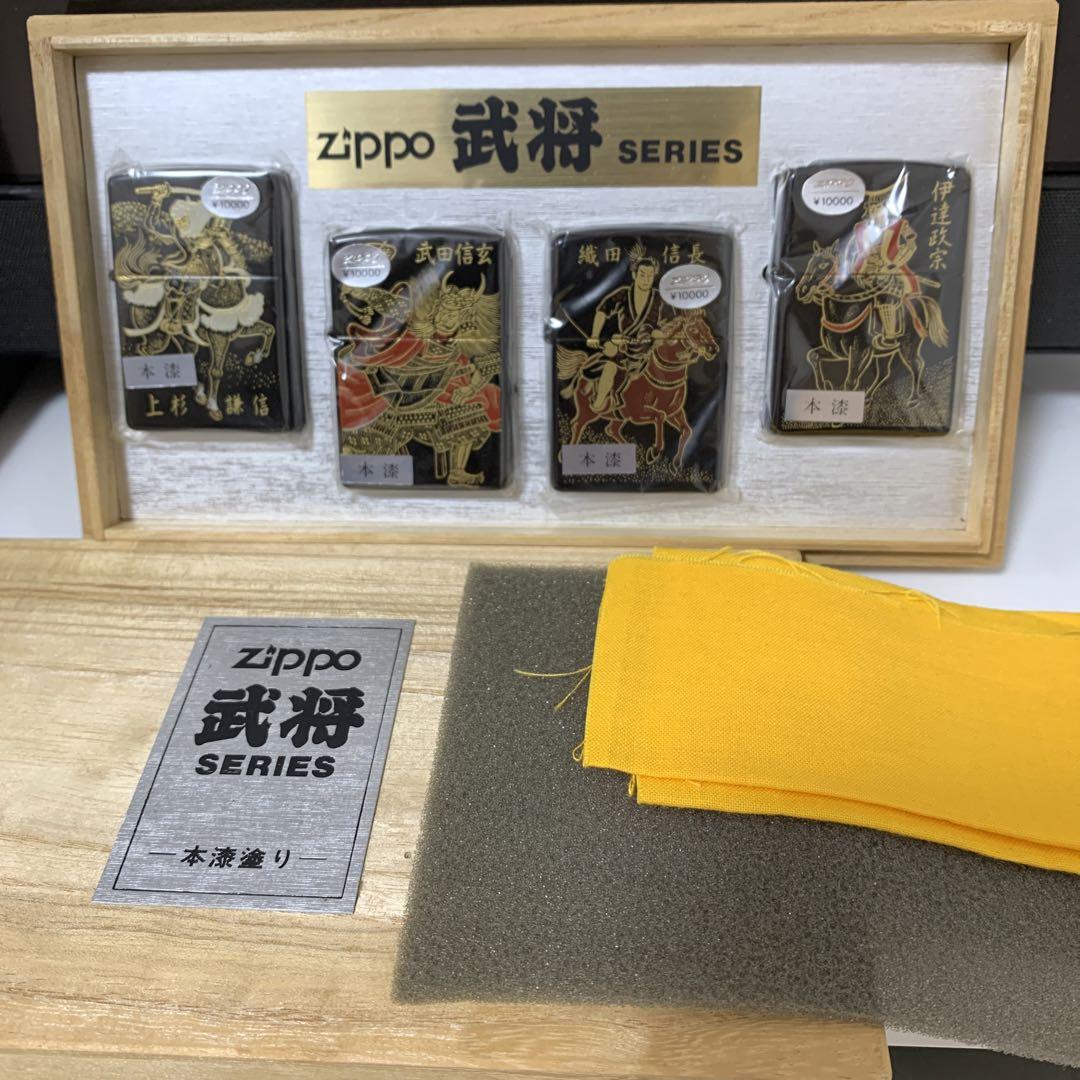 Zippo 武将 SERIES
¥10000
本漆
上杉謙信
武田信玄
¥10000
本漆
織田信長
¥10000
本漆
伊達政宗
¥10000
本漆
Zippo
武将
SERIES
本漆塗り